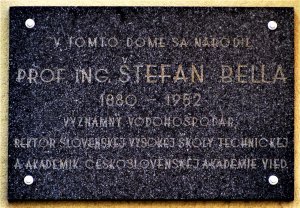 V TOMTO DOME SA NARODIL
PROF. ING. ŠTEFAN BELLA
1880 - 1952
VÝZNAMNÝ VODOHOSPODÁR,
REKTOR SLOVENSKEJ VYSOKEJ ŠKOLY TECHNICKEJ
A AKADEMIK ČESKOSLOVENSKEJ AKADÉMIE VIED.